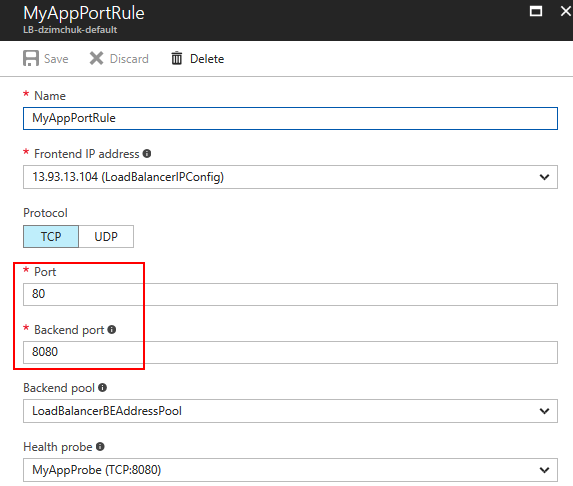 MyAppPortRule
LB-dzimchuk-default
Save Discard Delete
* Name
MyAppPortRule
* Frontend IP address
13.93.13.104 (LoadBalancerIPConfig)
Protocol
TCP UDP
* Port
80
* Backend port
8080
Backend pool
LoadBalancerBEAddressPool
Health probe
MyAppProbe (TCP:8080)